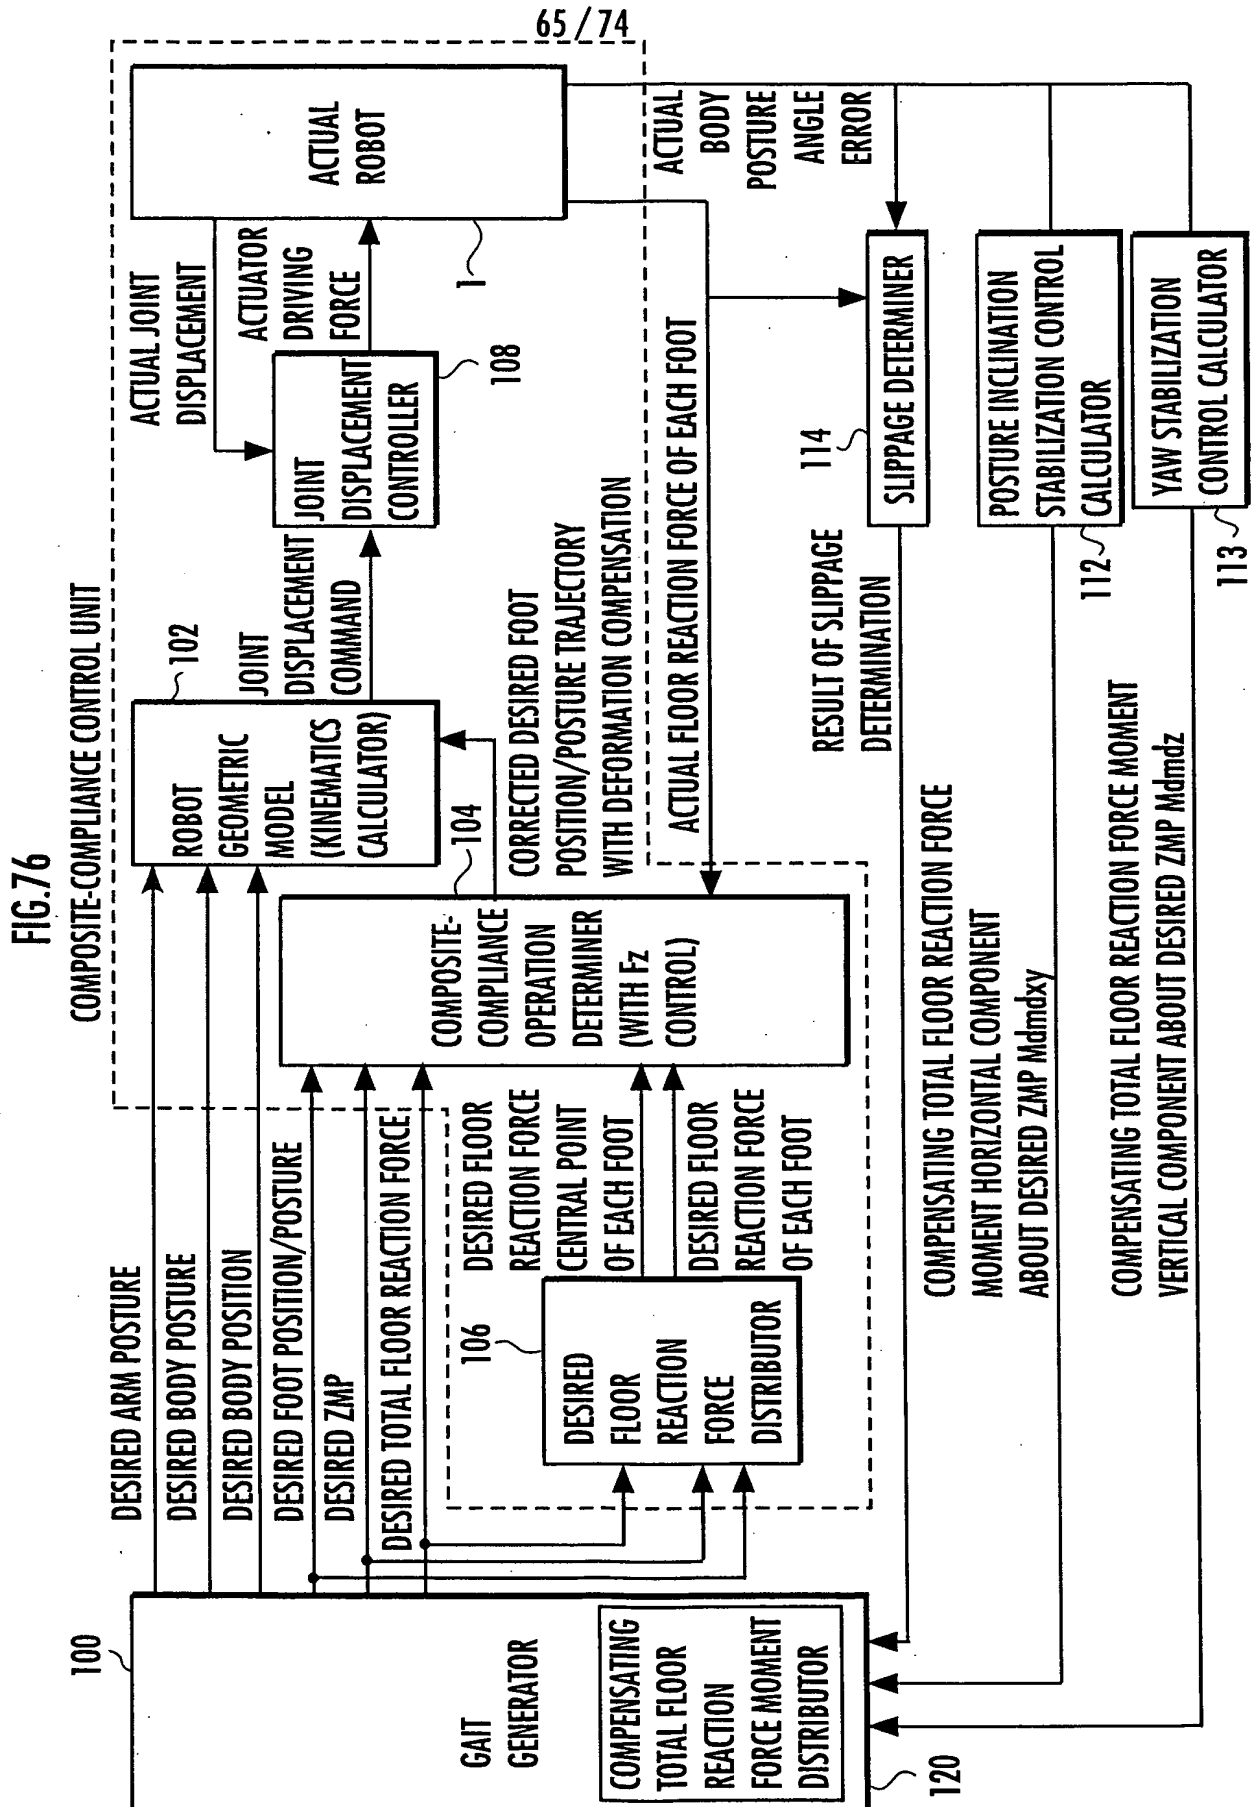 65/74
FIG.76
COMPOSITE-COMPLIANCE CONTROL UNIT
100
GAIT
GENERATOR
COMPENSATING
TOTAL FLOOR
REACTION
FORCE MOMENT
DISTRIBUTOR
120
DESIRED ARM POSTURE
DESIRED BODY POSTURE
DESIRED BODY POSITION
DESIRED FOOT POSITION/POSTURE
DESIRED ZMP
DESIRED TOTAL FLOOR REACTION FORCE
106
DESIRED
FLOOR
REACTION
FORCE
DISTRIBUTOR
DESIRED FLOOR
REACTION FORCE
CENTRAL POINT
OF EACH FOOT
DESIRED FLOOR
REACTION FORCE
OF EACH FOOT
104
COMPOSITE-
COMPLIANCE
OPERATION
DETERMINER
(WITH Fz
CONTROL)
102
ROBOT
GEOMETRIC
MODEL
(KINEMATICS
CALCULATOR)
CORRECTED DESIRED FOOT
POSITION/POSTURE TRAJECTORY
WITH DEFORMATION COMPENSATION
JOINT
DISPLACEMENT
COMMAND
108
JOINT
DISPLACEMENT
CONTROLLER
ACTUAL JOINT
DISPLACEMENT
ACTUATOR
DRIVING
FORCE
1
ACTUAL
ROBOT
ACTUAL FLOOR REACTION FORCE OF EACH FOOT
ACTUAL
BODY
POSTURE
ANGLE
ERROR
114
SLIPPAGE DETERMINER
RESULT OF SLIPPAGE
DETERMINATION
112
POSTURE INCLINATION
STABILIZATION CONTROL
CALCULATOR
COMPENSATING TOTAL FLOOR REACTION FORCE
MOMENT HORIZONTAL COMPONENT
ABOUT DESIRED ZMP Mdmdxy
113
YAW STABILIZATION
CONTROL CALCULATOR
COMPENSATING TOTAL FLOOR REACTION FORCE MOMENT
VERTICAL COMPONENT ABOUT DESIRED ZMP Mdmdz